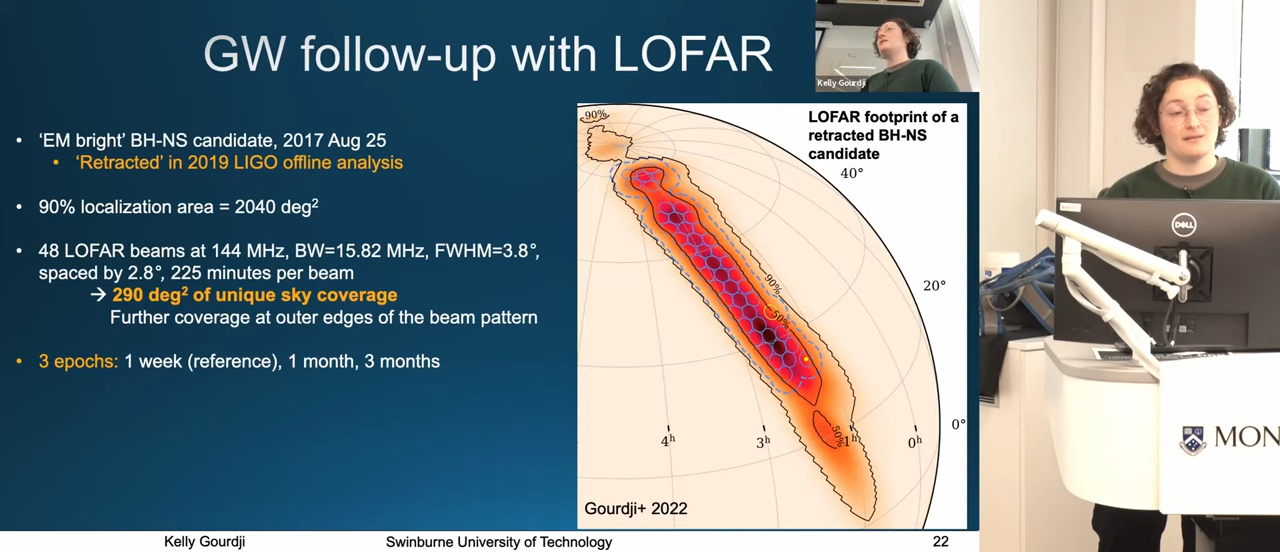 GW follow-up with LOFAR
Kelly Gourdji
• 'EM bright' BH-NS candidate, 2017 Aug 25
• 'Retracted' in 2019 LIGO offline analysis
• 90% localization area = 2040 deg²
• 48 LOFAR beams at 144 MHz, BW=15.82 MHz, FWHM=3.8°,
spaced by 2.8°, 225 minutes per beam
→ 290 deg² of unique sky coverage
Further coverage at outer edges of the beam pattern
• 3 epochs: 1 week (reference), 1 month, 3 months
LOFAR footprint of a
retracted BH-NS
candidate
90%
40°
90%
20°
50%
50%
0°
4ʰ
3ʰ
1ʰ
0ʰ
Gourdji+ 2022
Kelly Gourdji
Swinburne University of Technology
22
DELL
MON